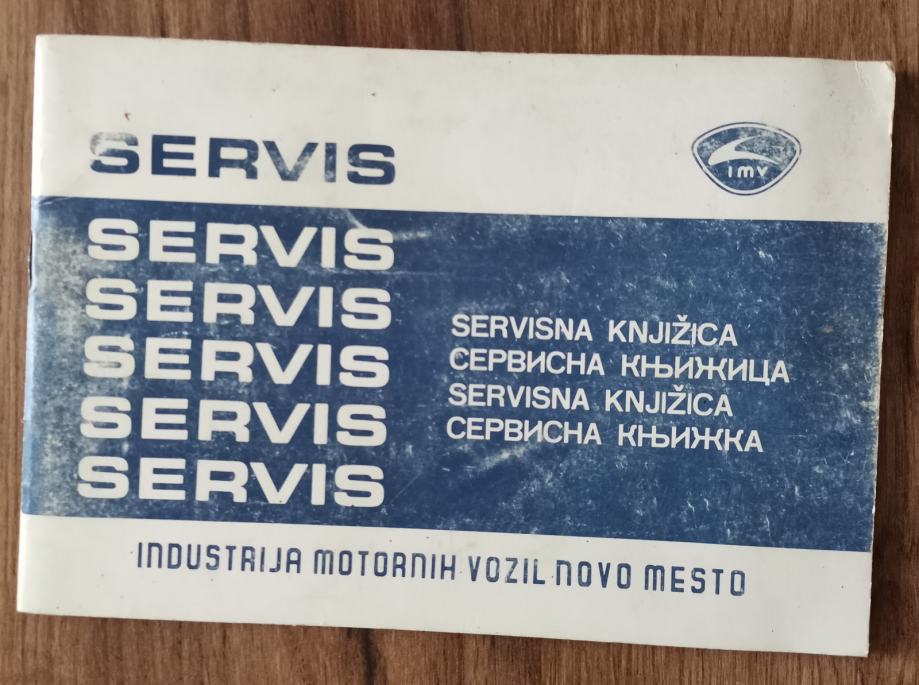 SERVIS
imv
SERVIS
SERVIS
SERVIS
SERVIS
SERVIS
SERVISNA KNJIŽICA
СЕРВИСНА КЊИЖИЦА
SERVISNA KNJIŽICA
СЕРВИСНА КЊИЖКА
INDUSTRIJA MOTORNIH VOZIL NOVO MESTO